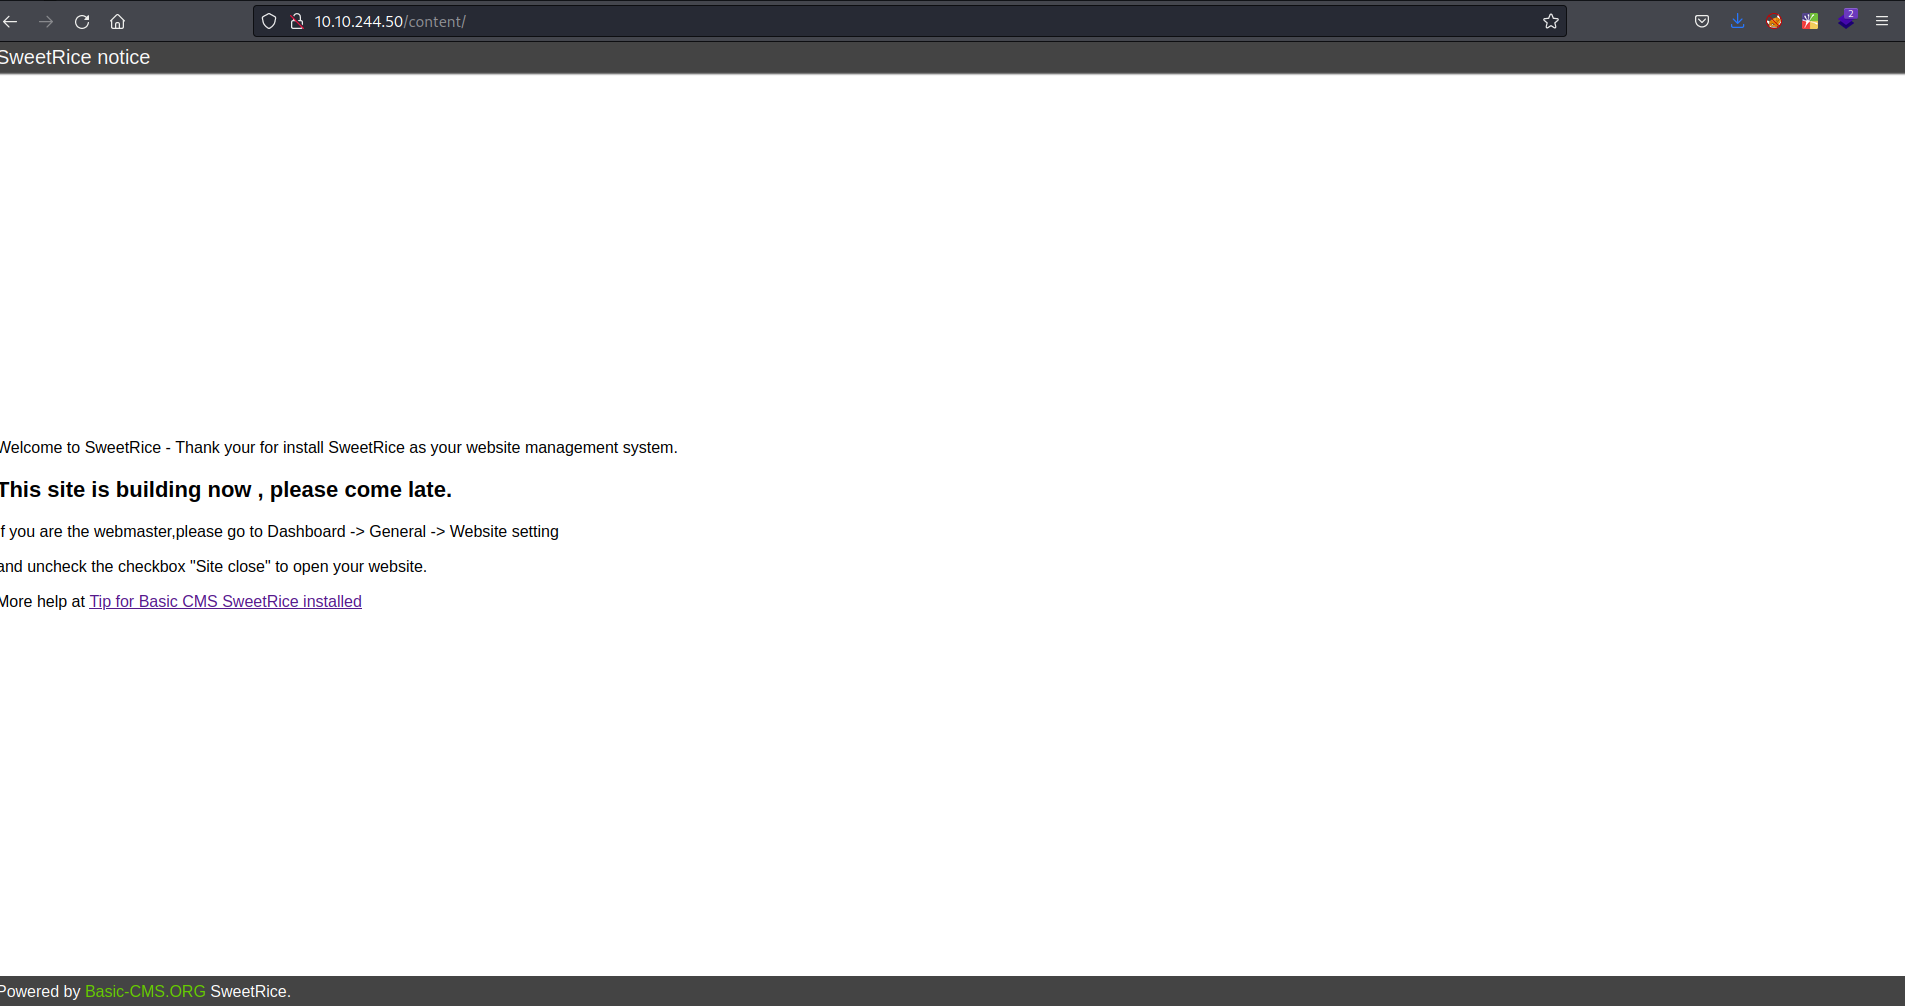 10.10.244.50/content/
2
SweetRice notice
Welcome to SweetRice - Thank your for install SweetRice as your website management system.
This site is building now , please come late.
If you are the webmaster,please go to Dashboard -> General -> Website setting
and uncheck the checkbox "Site close" to open your website.
More help at Tip for Basic CMS SweetRice installed
Powered by Basic-CMS.ORG SweetRice.